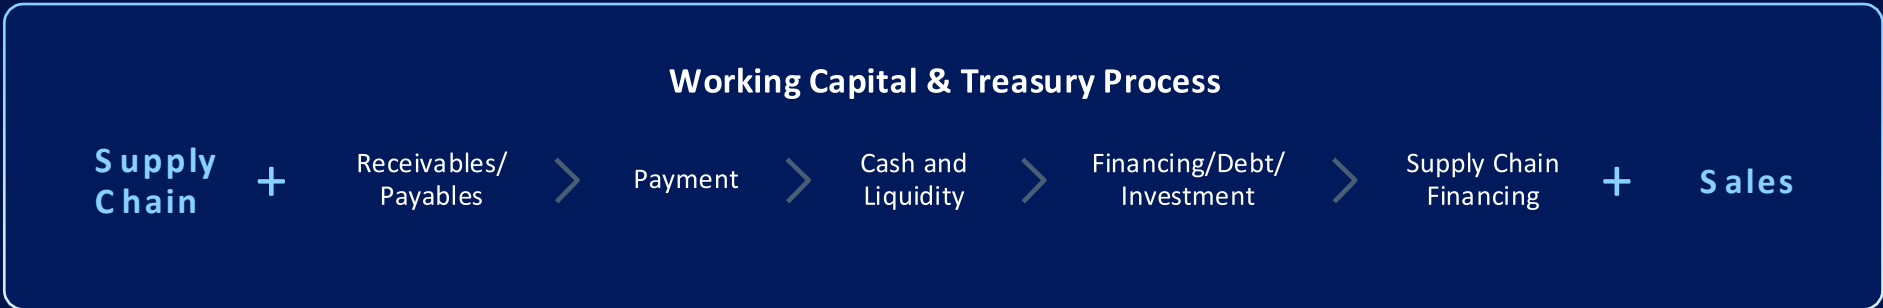 Working Capital & Treasury Process
Supply
Chain
+
Receivables/
Payables
Payment
Cash and
Liquidity
Financing/Debt/
Investment
Supply Chain
Financing
+
Sales